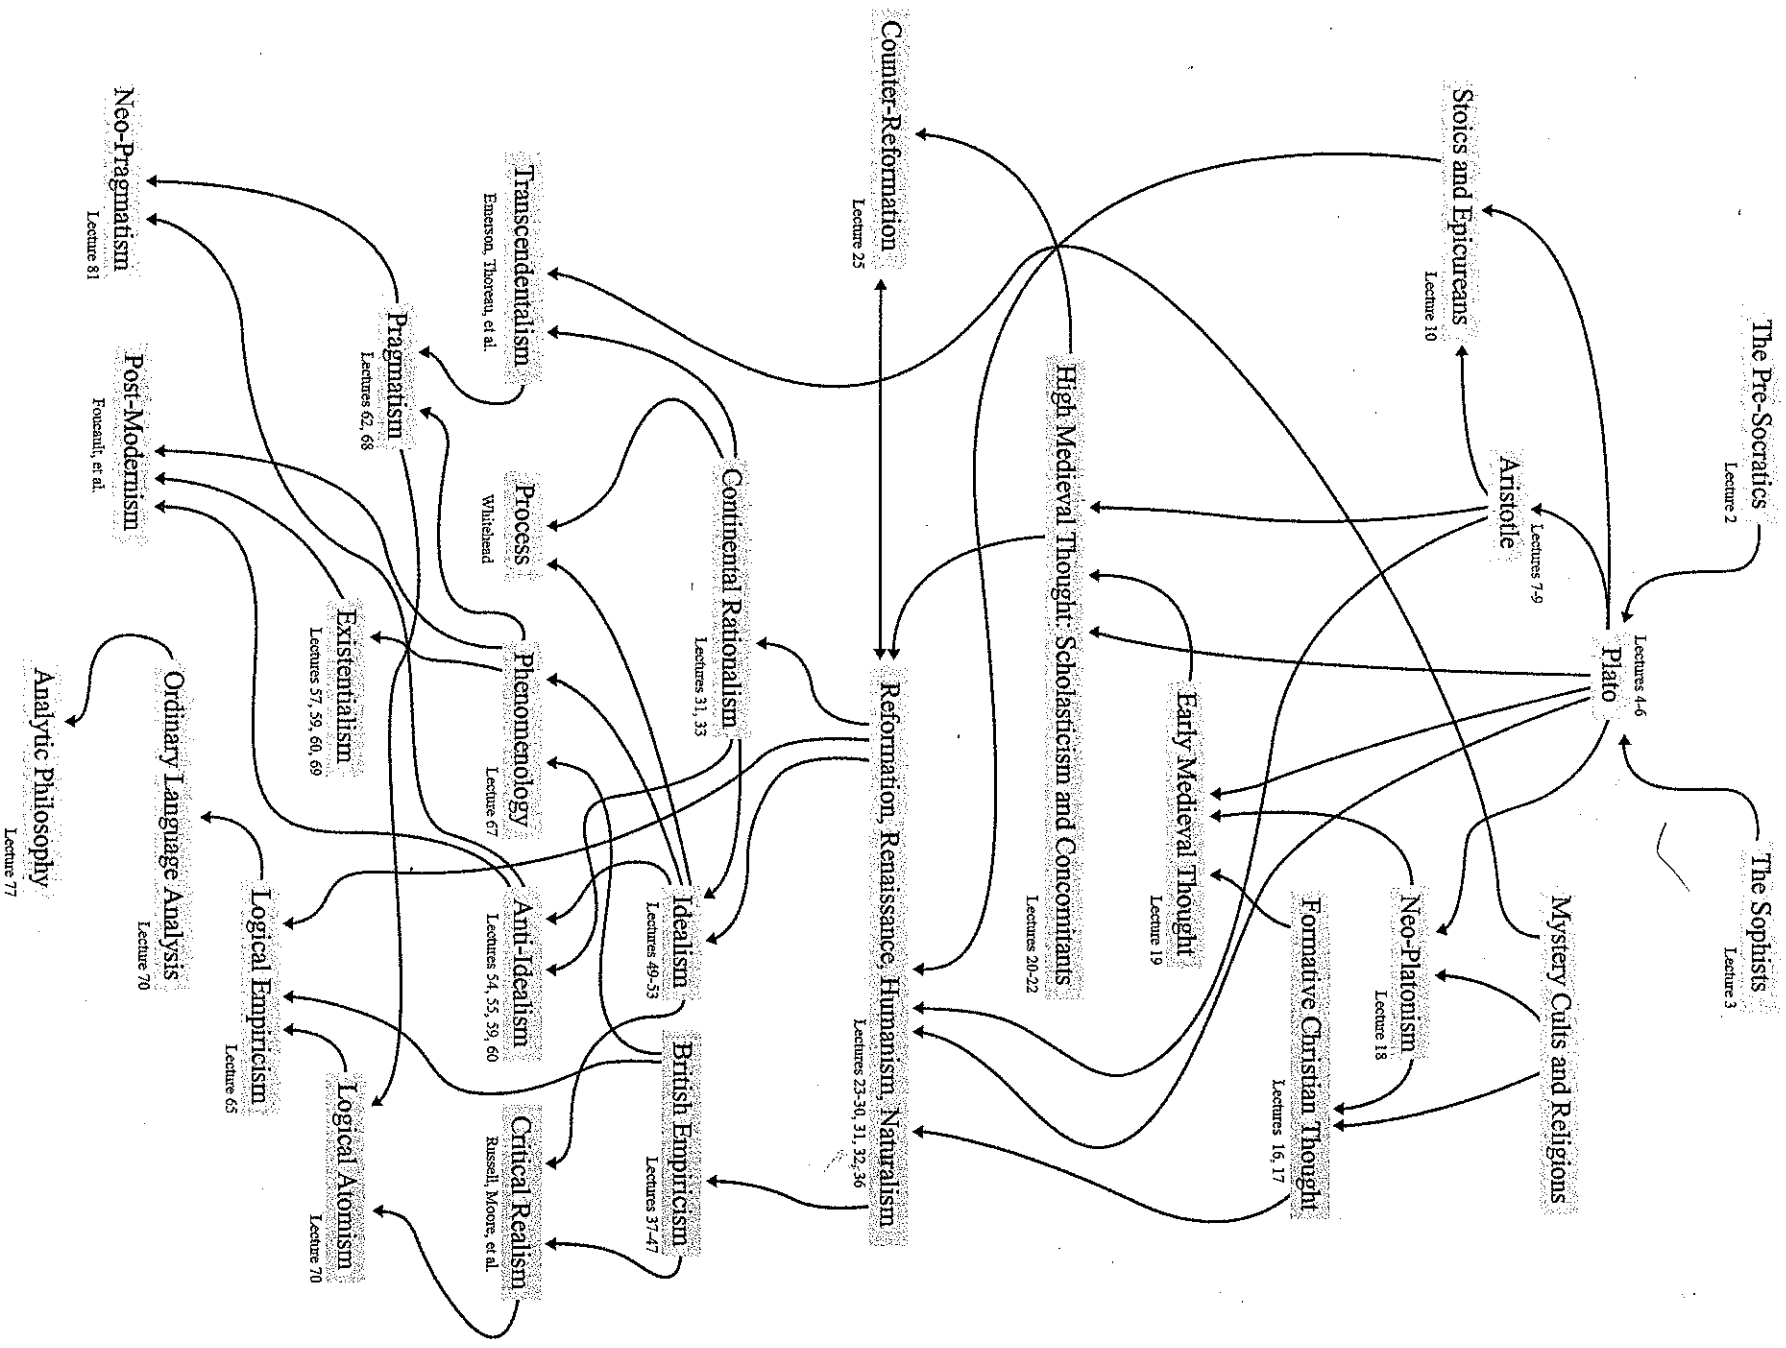 The Pre-Socratics
Lecture 2
The Sophists
Lecture 3
Lectures 4-6
Plato
Mystery Cults and Religions
Lectures 7-9
Aristotle
Stoics and Epicureans
Lecture 10
Neo-Platonism
Lecture 18
Formative Christian Thought
Lectures 16, 17
Early Medieval Thought
Lecture 19
High Medieval Thought: Scholasticism and Concomitants
Lectures 20-22
Counter-Reformation
Lecture 25
Reformation, Renaissance, Humanism, Naturalism
Lectures 23-30, 31, 32, 36
Continental Rationalism
Lectures 31, 33
Idealism
Lectures 49-53
British Empiricism
Lectures 37-47
Transcendentalism
Emerson, Thoreau, et al.
Process
Whitehead
Phenomenology
Lecture 67
Anti-Idealism
Lectures 54, 55, 59, 60
Critical Realism
Russell, Moore, et al.
Pragmatism
Lectures 62, 68
Existentialism
Lectures 57, 59, 60, 69
Logical Atomism
Lecture 70
Logical Empiricism
Lecture 65
Ordinary Language Analysis
Lecture 70
Neo-Pragmatism
Lecture 81
Post-Modernism
Foucault, et al.
Analytic Philosophy
Lecture 77